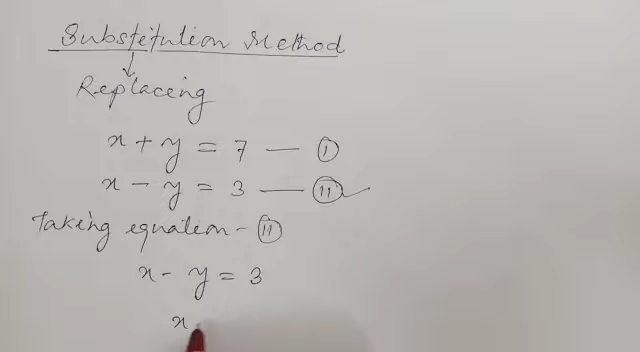 Substitution Method
Replacing
x + y = 7 — (i)
x - y = 3 — (ii)
Taking equation - (ii)
x - y = 3
x